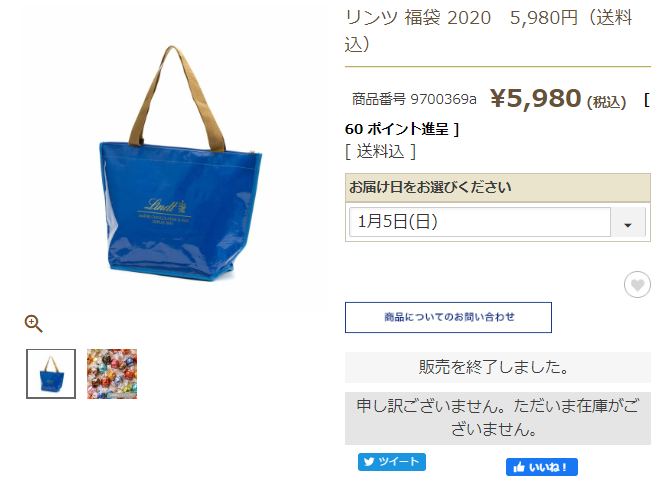 リンツ 福袋 2020　5,980円（送料
込）
商品番号 9700369a ¥5,980 (税込) [
60 ポイント進呈 ]
[ 送料込 ]
お届け日をお選びください
1月5日(日)
Lindt
商品についてのお問い合わせ
販売を終了しました。
申し訳ございません。ただいま在庫がご
ざいません。
ツイート
いいね！